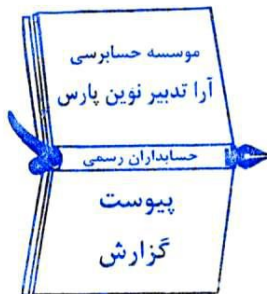 موسسه حسابرسی
آرا تدبیر نوین پارس
حسابداران رسمی
پیوست
گزارش